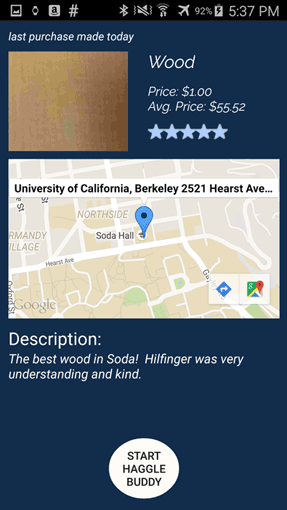 92% 5:37 PM
last purchase made today
Wood
Price: $1.00
Avg. Price: $55.52
University of California, Berkeley 2521 Hearst Ave...
NORTHSIDE
Soda Hall
Hearst Ave
Google
Description:
The best wood in Soda! Hilfinger was very
understanding and kind.
START
HAGGLE
BUDDY